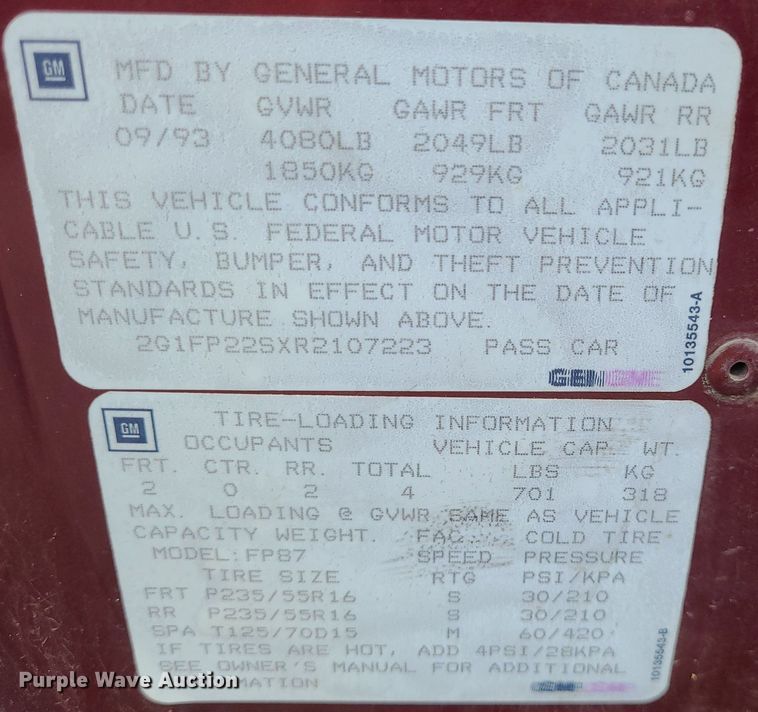 GM
MFD BY GENERAL MOTORS OF CANADA
DATE GVWR GAWR FRT GAWR RR
09/93 4080LB 2049LB 2031LB
1850KG 929KG 921KG
THIS VEHICLE CONFORMS TO ALL APPLI-
CABLE U.S. FEDERAL MOTOR VEHICLE
SAFETY, BUMPER, AND THEFT PREVENTION
STANDARDS IN EFFECT ON THE DATE OF
MANUFACTURE SHOWN ABOVE.
2G1FP22SXR2107223 PASS CAR
10135543-A
GM
TIRE-LOADING INFORMATION
OCCUPANTS VEHICLE CAP. WT.
FRT. CTR. RR. TOTAL LBS KG
2 0 2 4 701 318
MAX. LOADING @ GVWR SAME AS VEHICLE
CAPACITY WEIGHT. FAC. COLD TIRE
MODEL:FP87 SPEED PRESSURE
TIRE SIZE RTG PSI/KPA
FRT P235/55R16 S 30/210
RR P235/55R16 S 30/210
SPA T125/70D15 M 60/420
IF TIRES ARE HOT, ADD 4PSI/28KPA
SEE OWNER'S MANUAL FOR ADDITIONAL
10135543-B
Purple Wave Auction